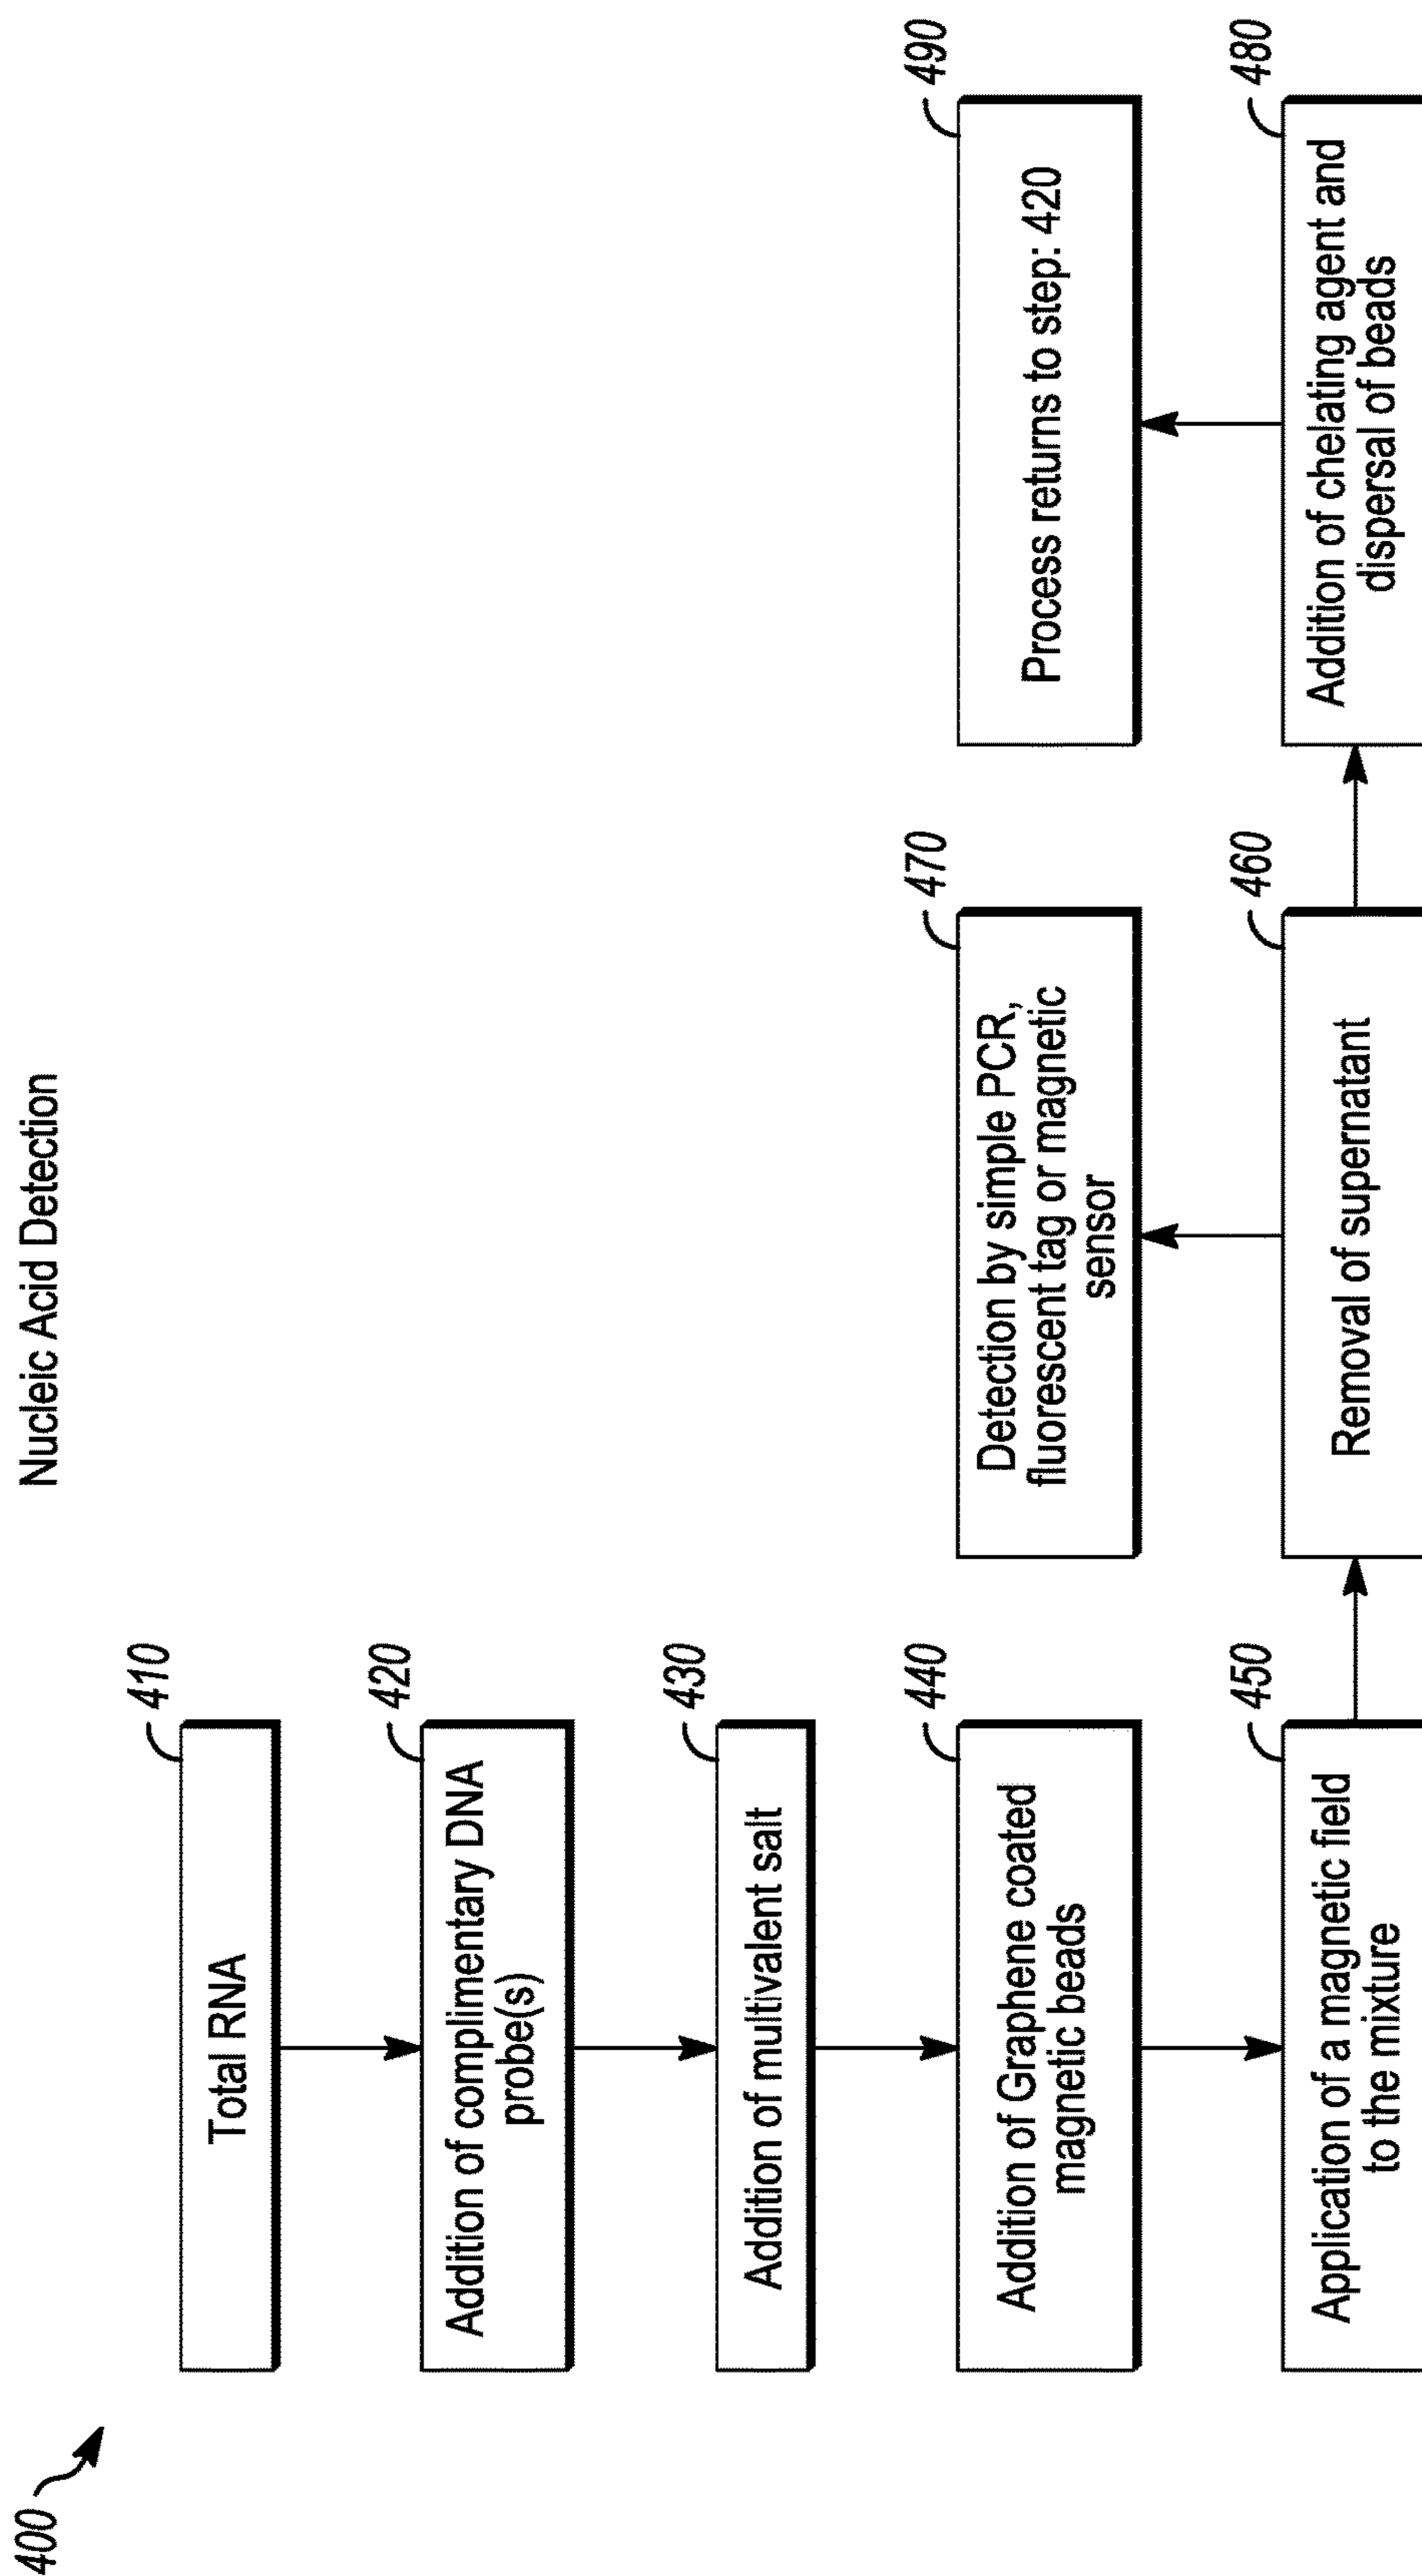 Nucleic Acid Detection
400
410
Total RNA
420
Addition of complimentary DNA
probe(s)
430
Addition of multivalent salt
440
Addition of Graphene coated
magnetic beads
450
Application of a magnetic field
to the mixture
460
Removal of supernatant
470
Detection by simple PCR,
fluorescent tag or magnetic
sensor
480
Addition of chelating agent and
dispersal of beads
490
Process returns to step: 420